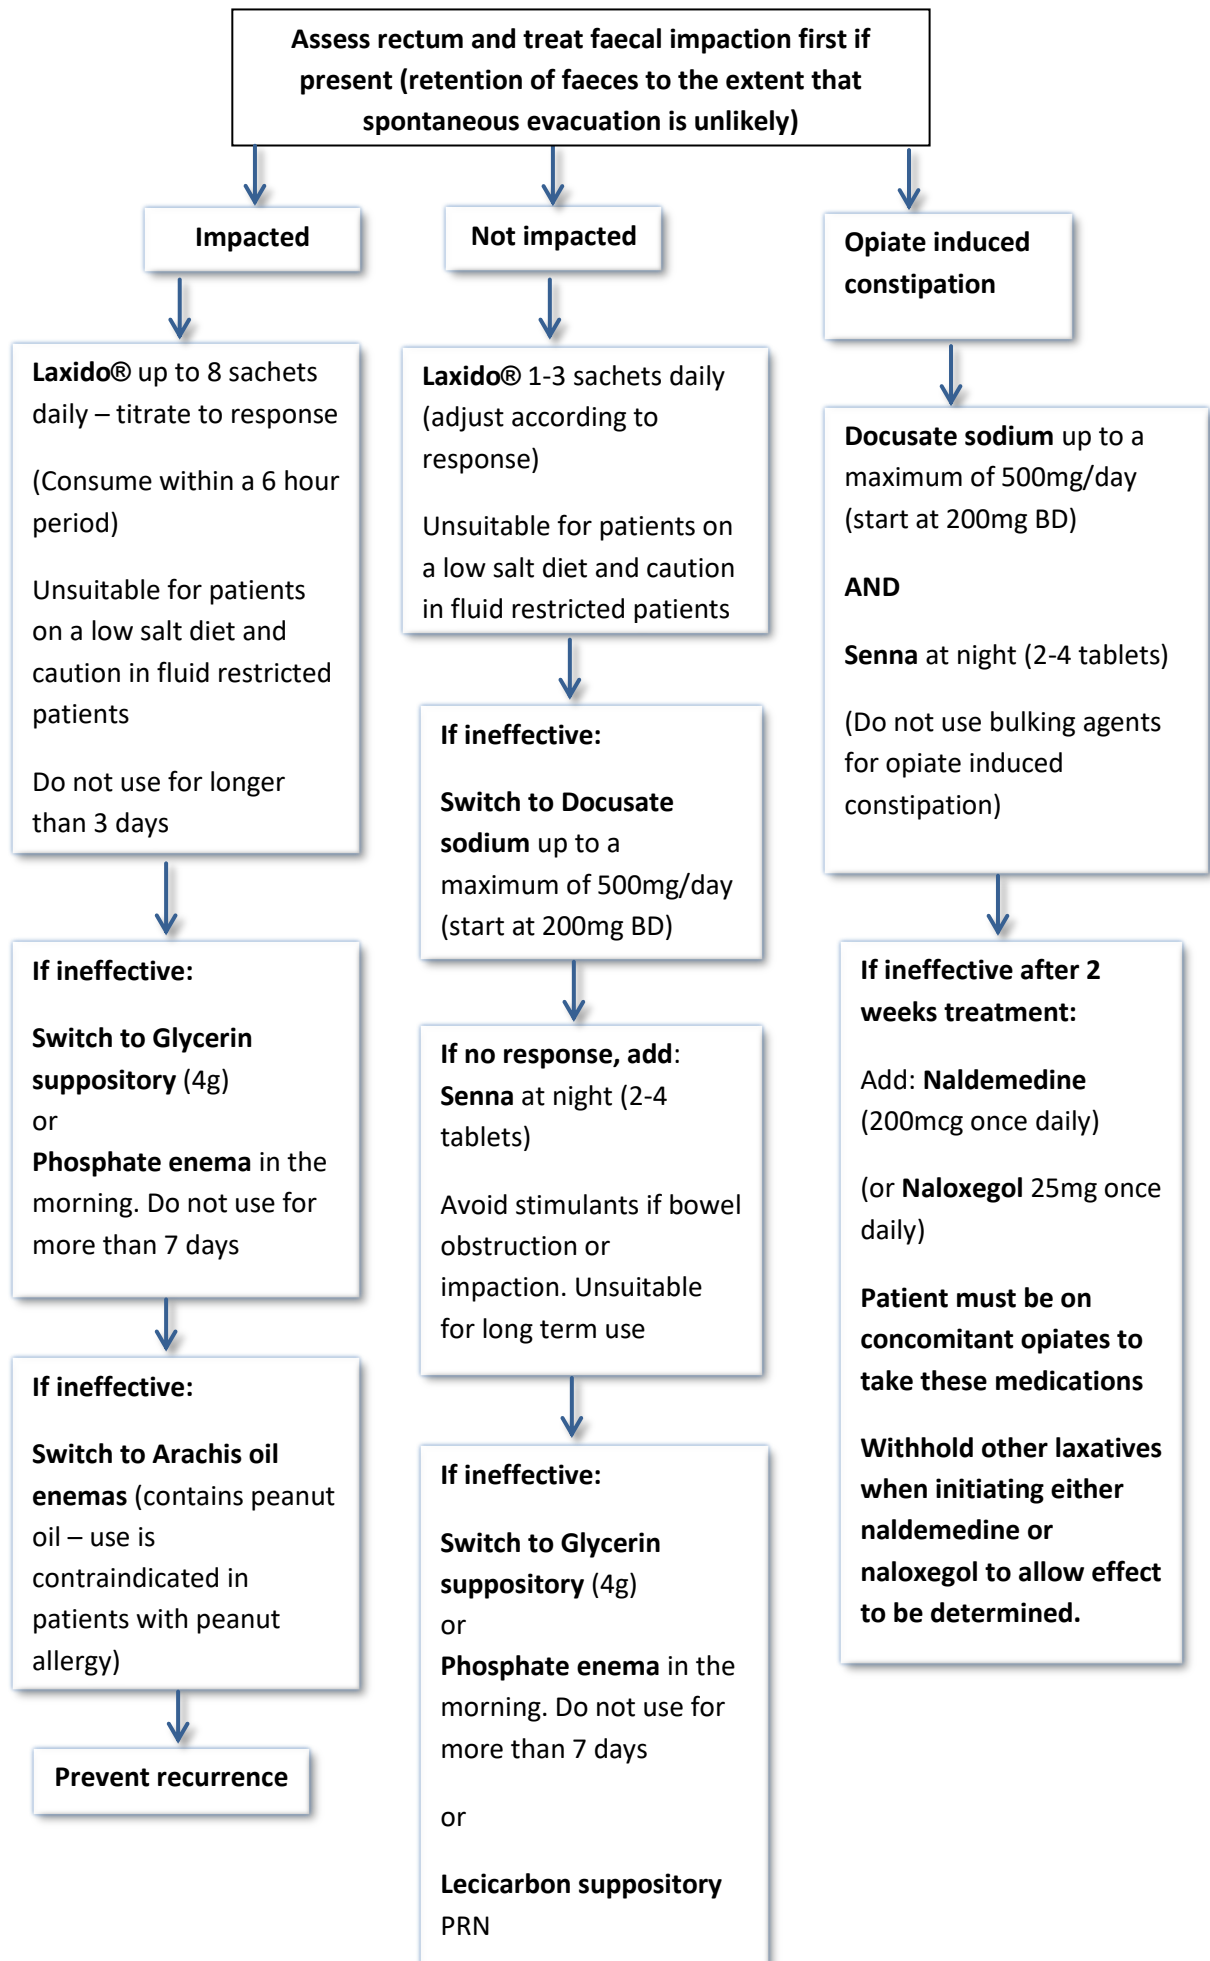 Assess rectum and treat faecal impaction first if
present (retention of faeces to the extent that
spontaneous evacuation is unlikely)
Impacted
Laxido® up to 8 sachets
daily – titrate to response
(Consume within a 6 hour
period)
Unsuitable for patients
on a low salt diet and
caution in fluid restricted
patients
Do not use for longer
than 3 days
If ineffective:
Switch to Glycerin
suppository (4g)
or
Phosphate enema in the
morning. Do not use for
more than 7 days
If ineffective:
Switch to Arachis oil
enemas (contains peanut
oil – use is
contraindicated in
patients with peanut
allergy)
Prevent recurrence
Not impacted
Laxido® 1-3 sachets daily
(adjust according to
response)
Unsuitable for patients on
a low salt diet and caution
in fluid restricted patients
If ineffective:
Switch to Docusate
sodium up to a
maximum of 500mg/day
(start at 200mg BD)
If no response, add:
Senna at night (2-4
tablets)
Avoid stimulants if bowel
obstruction or
impaction. Unsuitable
for long term use
If ineffective:
Switch to Glycerin
suppository (4g)
or
Phosphate enema in the
morning. Do not use for
more than 7 days
or
Lecicarbon suppository
PRN
Opiate induced
constipation
Docusate sodium up to a
maximum of 500mg/day
(start at 200mg BD)
AND
Senna at night (2-4 tablets)
(Do not use bulking agents
for opiate induced
constipation)
If ineffective after 2
weeks treatment:
Add: Naldemedine
(200mcg once daily)
(or Naloxegol 25mg once
daily)
Patient must be on
concomitant opiates to
take these medications
Withhold other laxatives
when initiating either
naldemedine or
naloxegol to allow effect
to be determined.